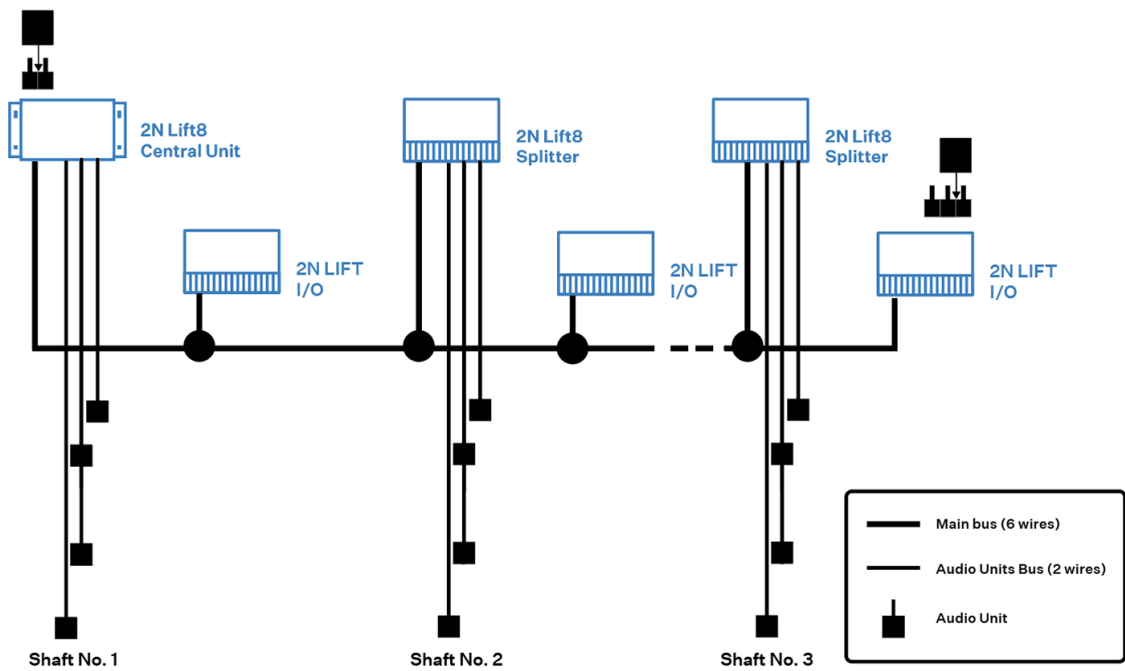 2N Lift8
Central Unit
2N Lift8
Splitter
2N Lift8
Splitter
2N LIFT
I/O
2N LIFT
I/O
2N LIFT
I/O
Main bus (6 wires)
Audio Units Bus (2 wires)
Audio Unit
Shaft No. 1
Shaft No. 2
Shaft No. 3